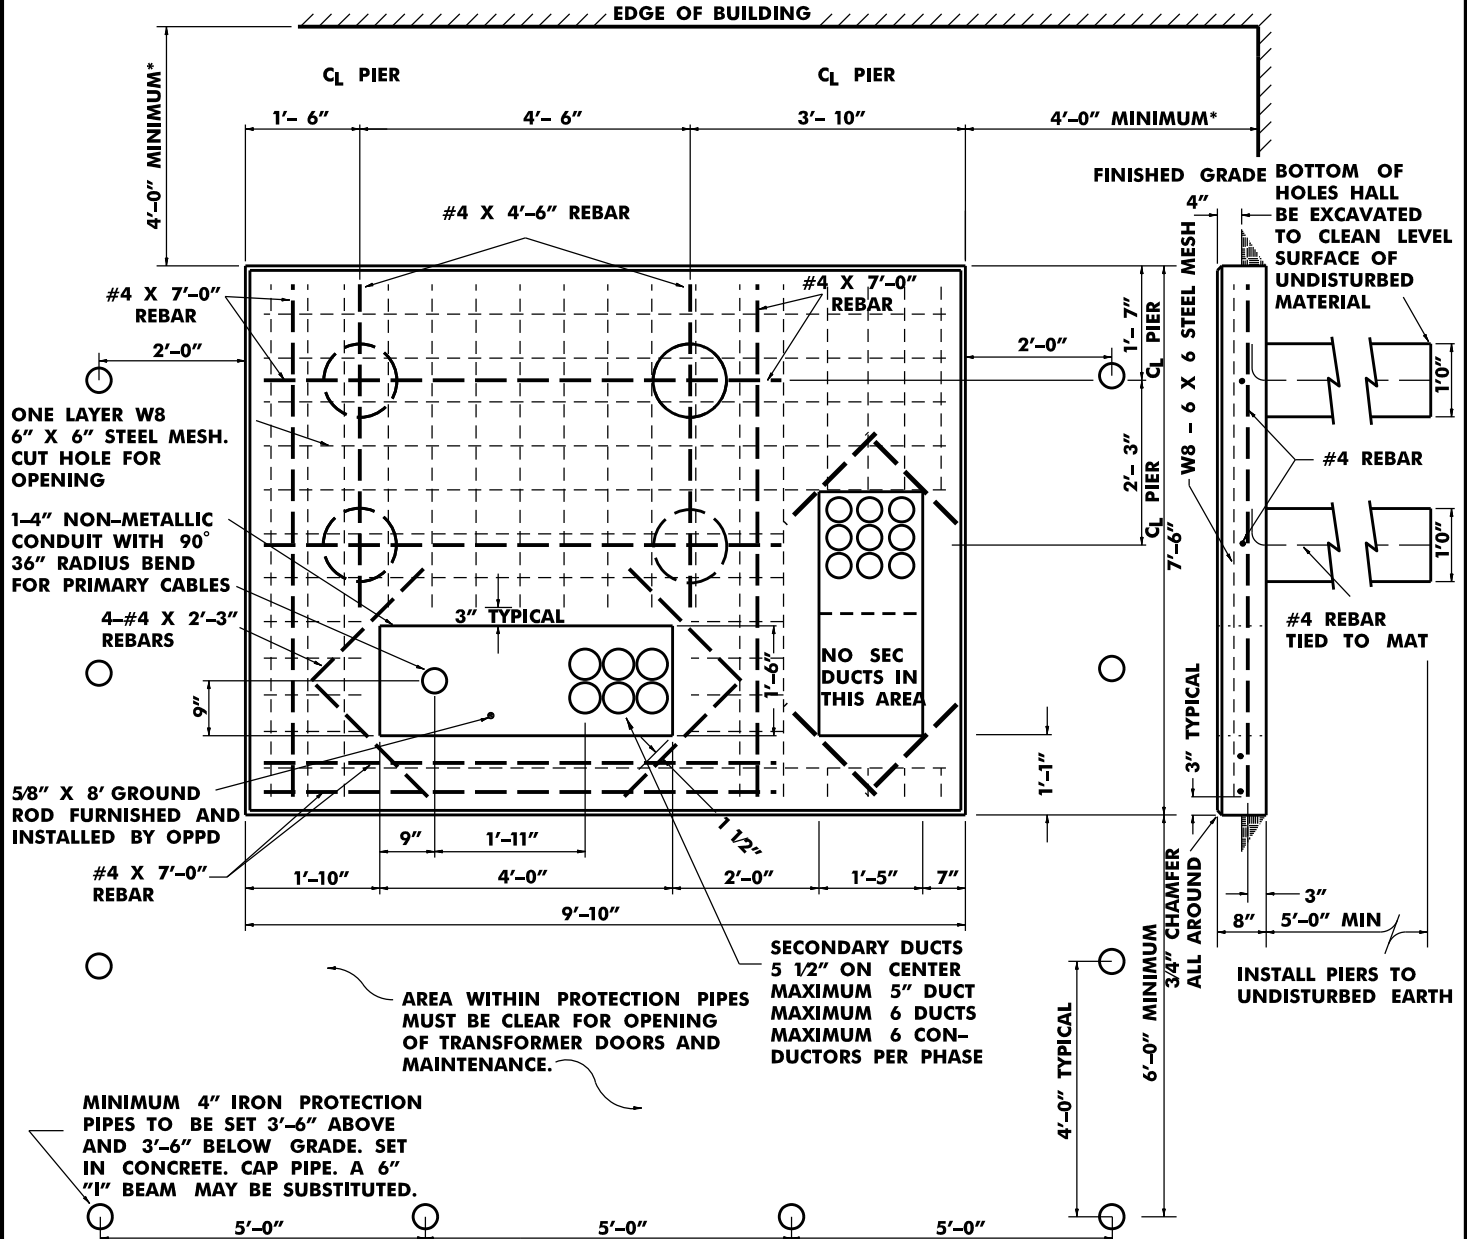 EDGE OF BUILDING
CL PIER
CL PIER
4'-0" MINIMUM*
1'- 6"
4'- 6"
3'- 10"
4'-0" MINIMUM*
FINISHED GRADE
4"
BOTTOM OF
HOLES HALL
BE EXCAVATED
TO CLEAN LEVEL
SURFACE OF
UNDISTURBED
MATERIAL
#4 X 4'-6" REBAR
#4 X 7'-0"
REBAR
#4 X 7'-0"
REBAR
2'-0"
2'-0"
1'- 7"
CL PIER
2'- 3"
CL PIER
7'-6"
W8 - 6 X 6 STEEL MESH
1'0"
#4 REBAR
1'0"
#4 REBAR
TIED TO MAT
ONE LAYER W8
6" X 6" STEEL MESH.
CUT HOLE FOR
OPENING
1-4" NON-METALLIC
CONDUIT WITH 90°
36" RADIUS BEND
FOR PRIMARY CABLES
4-#4 X 2'-3"
REBARS
3" TYPICAL
1'-6"
9"
NO SEC
DUCTS IN
THIS AREA
3" TYPICAL
1'-1"
5/8" X 8' GROUND
ROD FURNISHED AND
INSTALLED BY OPPD
#4 X 7'-0"
REBAR
9"
1'-11"
1 1/2"
1'-10"
4'-0"
2'-0"
1'-5"
7"
9'-10"
3/4" CHAMFER
ALL AROUND
3"
8"
5'-0" MIN
INSTALL PIERS TO
UNDISTURBED EARTH
SECONDARY DUCTS
5 1/2" ON CENTER
MAXIMUM 5" DUCT
MAXIMUM 6 DUCTS
MAXIMUM 6 CON-
DUCTORS PER PHASE
AREA WITHIN PROTECTION PIPES
MUST BE CLEAR FOR OPENING
OF TRANSFORMER DOORS AND
MAINTENANCE.
4'-0" TYPICAL
6'-0" MINIMUM
MINIMUM 4" IRON PROTECTION
PIPES TO BE SET 3'-6" ABOVE
AND 3'-6" BELOW GRADE. SET
IN CONCRETE. CAP PIPE. A 6"
"I" BEAM MAY BE SUBSTITUTED.
5'-0"
5'-0"
5'-0"